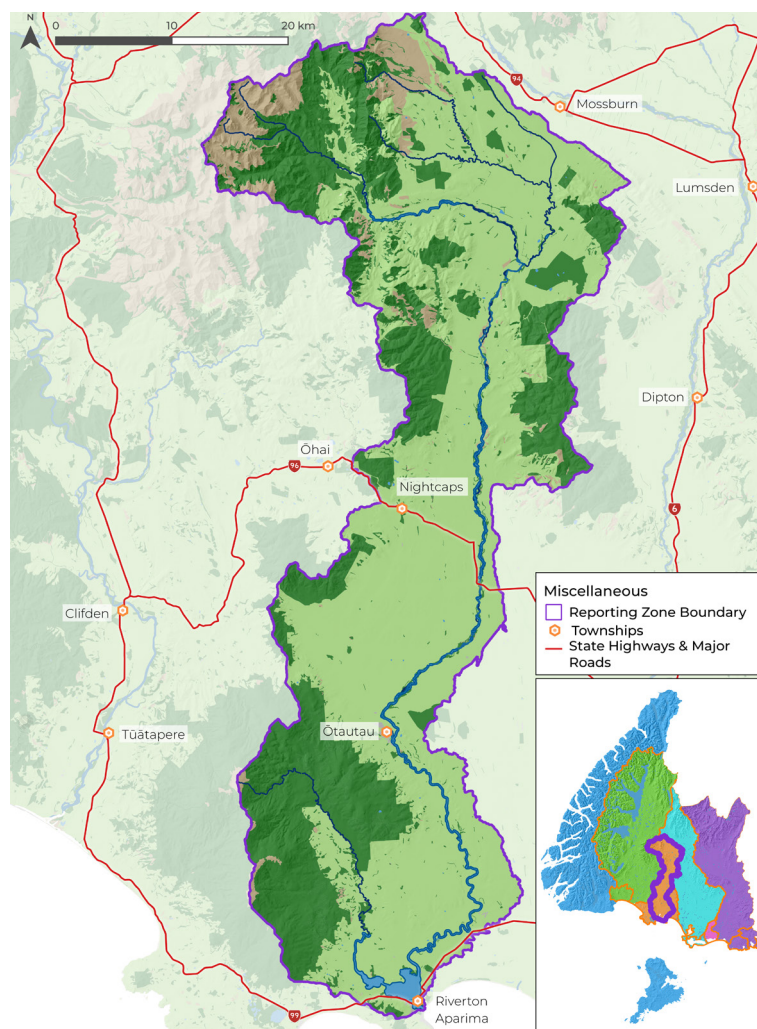 N
0
10
20 km
94
Mossburn
Lumsden
Dipton
Ōhai
96
Nightcaps
6
Clifden
Miscellaneous
Reporting Zone Boundary
Townships
State Highways & Major
Roads
Ōtautau
Tūātapere
Riverton
Aparima
99